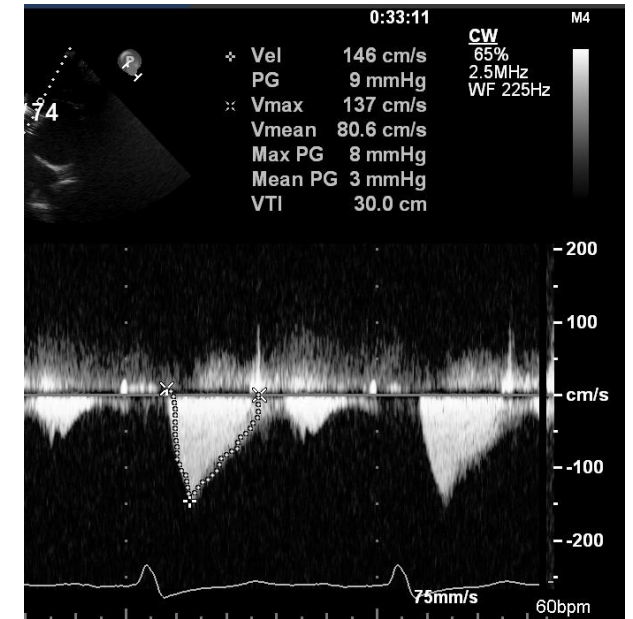 0:33:11
M4
CW
65%
2.5MHz
WF 225Hz
Vel 146 cm/s
PG 9 mmHg
Vmax 137 cm/s
Vmean 80.6 cm/s
Max PG 8 mmHg
Mean PG 3 mmHg
VTI 30.0 cm
P
74
200
100
cm/s
-100
-200
75mm/s
60bpm